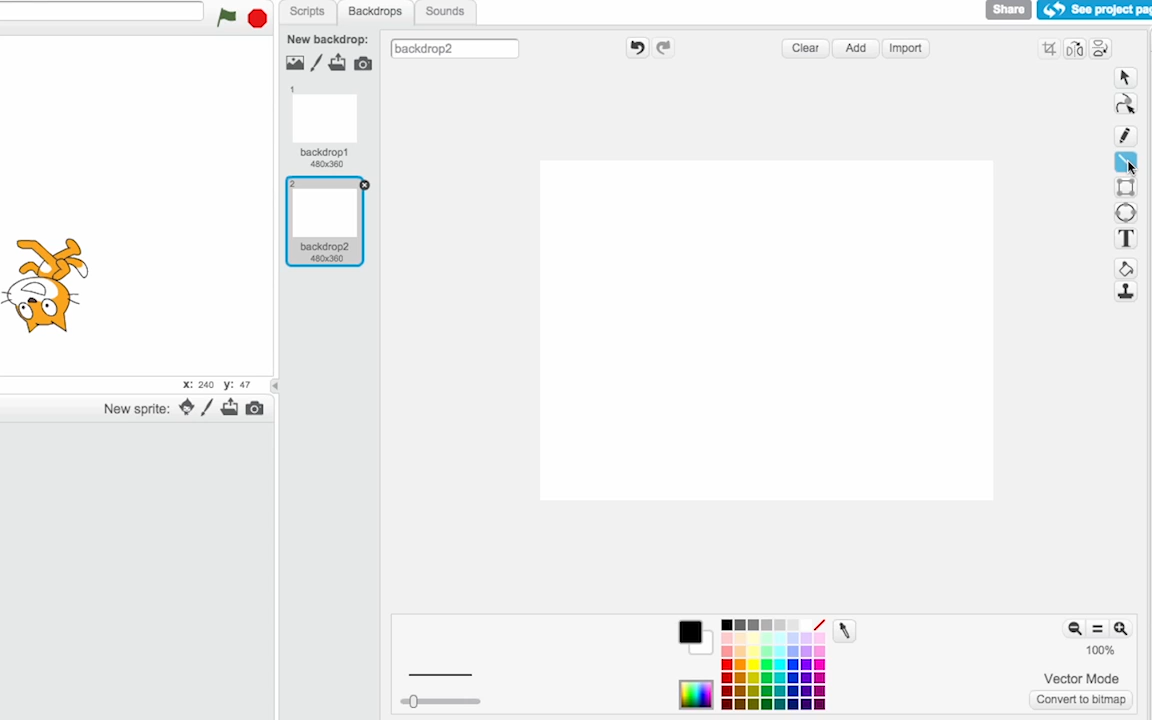 Scripts Backdrops Sounds
Share See project pag
New backdrop:
backdrop2
Clear Add Import
1
backdrop1
480x360
2
backdrop2
480x360
T
x: 240 y: 47
New sprite:
100%
Vector Mode
Convert to bitmap